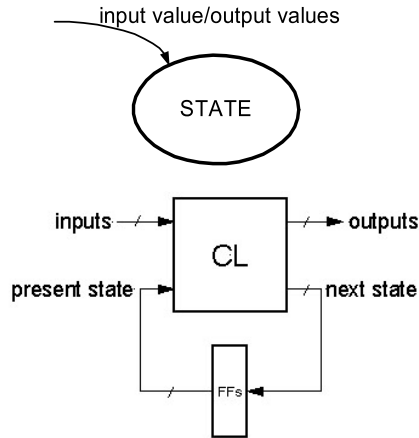 input value/output values
STATE
inputs
CL
outputs
present state
next state
FFs